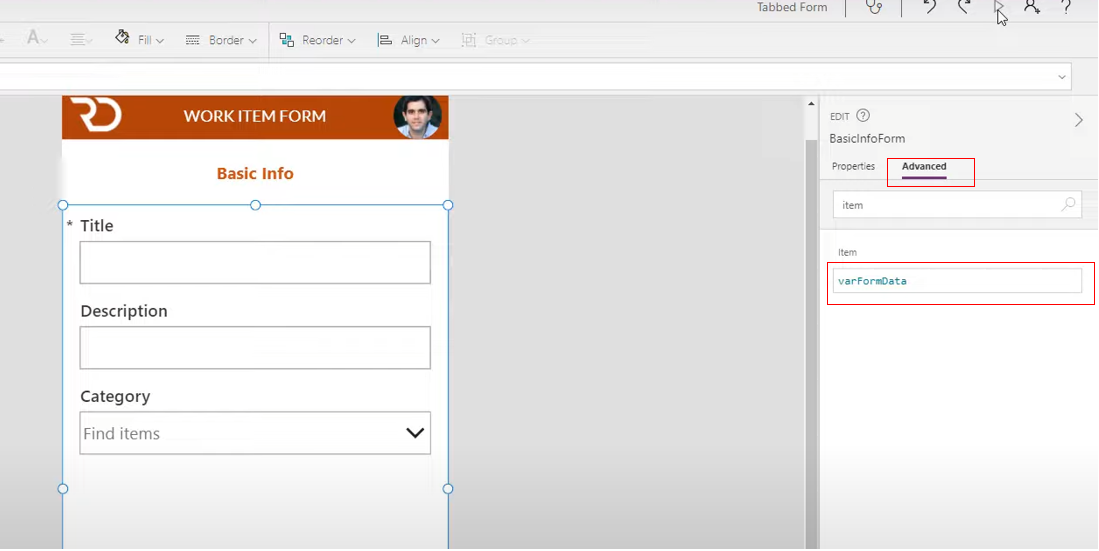 Tabbed Form
Fill
Border
Reorder
Align
Group
RD
WORK ITEM FORM
Basic Info
* Title
Description
Category
Find items
EDIT ?
BasicInfoForm
Properties
Advanced
item
Item
varFormData